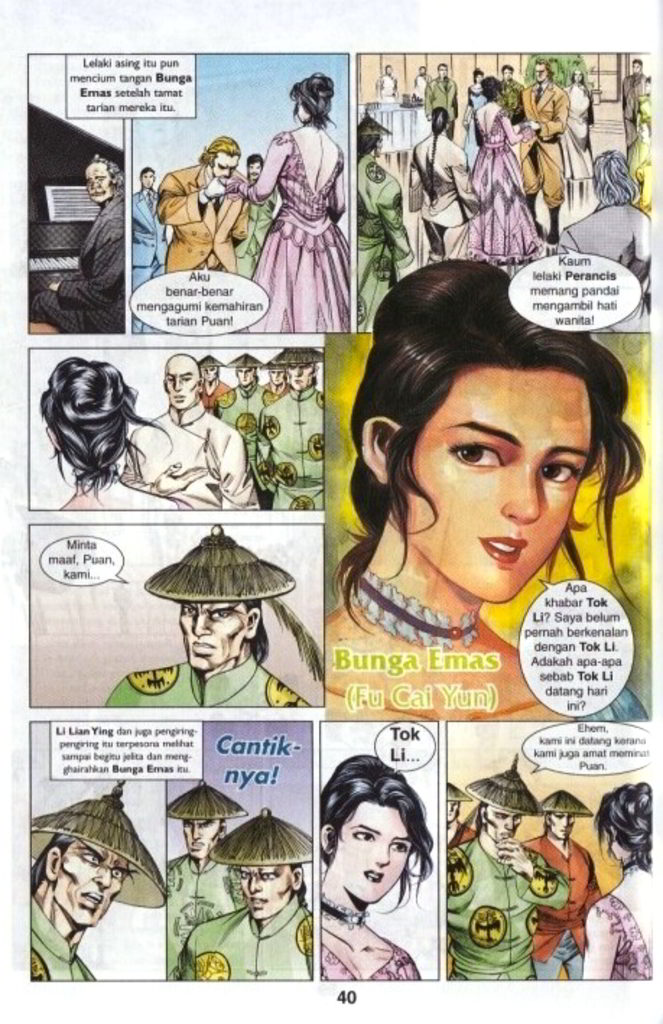 Lelaki asing itu pun
mencium tangan Bunga
Emas setelah tamat
tarian mereka itu.
Aku
benar-benar
mengagumi kemahiran
tarian Puan!
Kaum
lelaki Perancis
memang pandai
mengambil hati
wanita!
Minta
maaf, Puan,
kami...
Apa
khabar Tok
Li? Saya belum
pernah berkenalan
dengan Tok Li.
Adakah apa-apa
sebab Tok Li
datang hari
ini?
Bunga Emas
(Fu Cai Yun)
Li Lian Ying dan juga pengiring-
pengiring itu terpesona melihat
sampai begitu jelita dan meng-
ghairahkan Bunga Emas itu.
Cantik-
nya!
Tok
Li...
Ehem,
kami ini datang kerana
kami juga amat meminat
Puan.
40